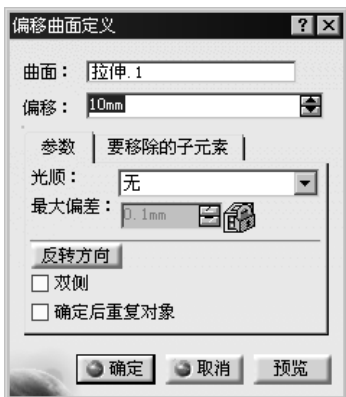 偏移曲面定义 ? ×
曲面： 拉伸.1
偏移： 10mm
参数 要移除的子元素
光顺： 无
最大偏差： 0.1mm
反转方向
双侧
确定后重复对象
确定 取消 预览